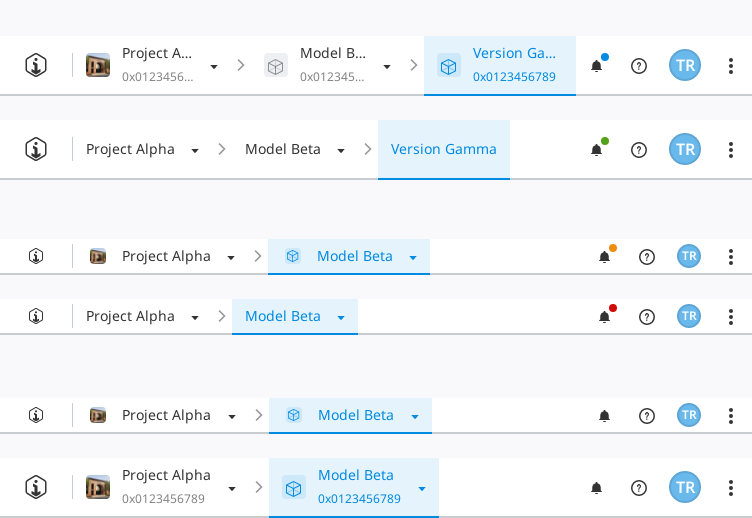 Project A... Model B... Version Ga... TR
0x0123456... 0x012345... 0x0123456789
Project Alpha Model Beta Version Gamma TR
Project Alpha Model Beta TR
Project Alpha Model Beta TR
Project Alpha Model Beta TR
Project Alpha Model Beta TR
0x0123456789 0x0123456789